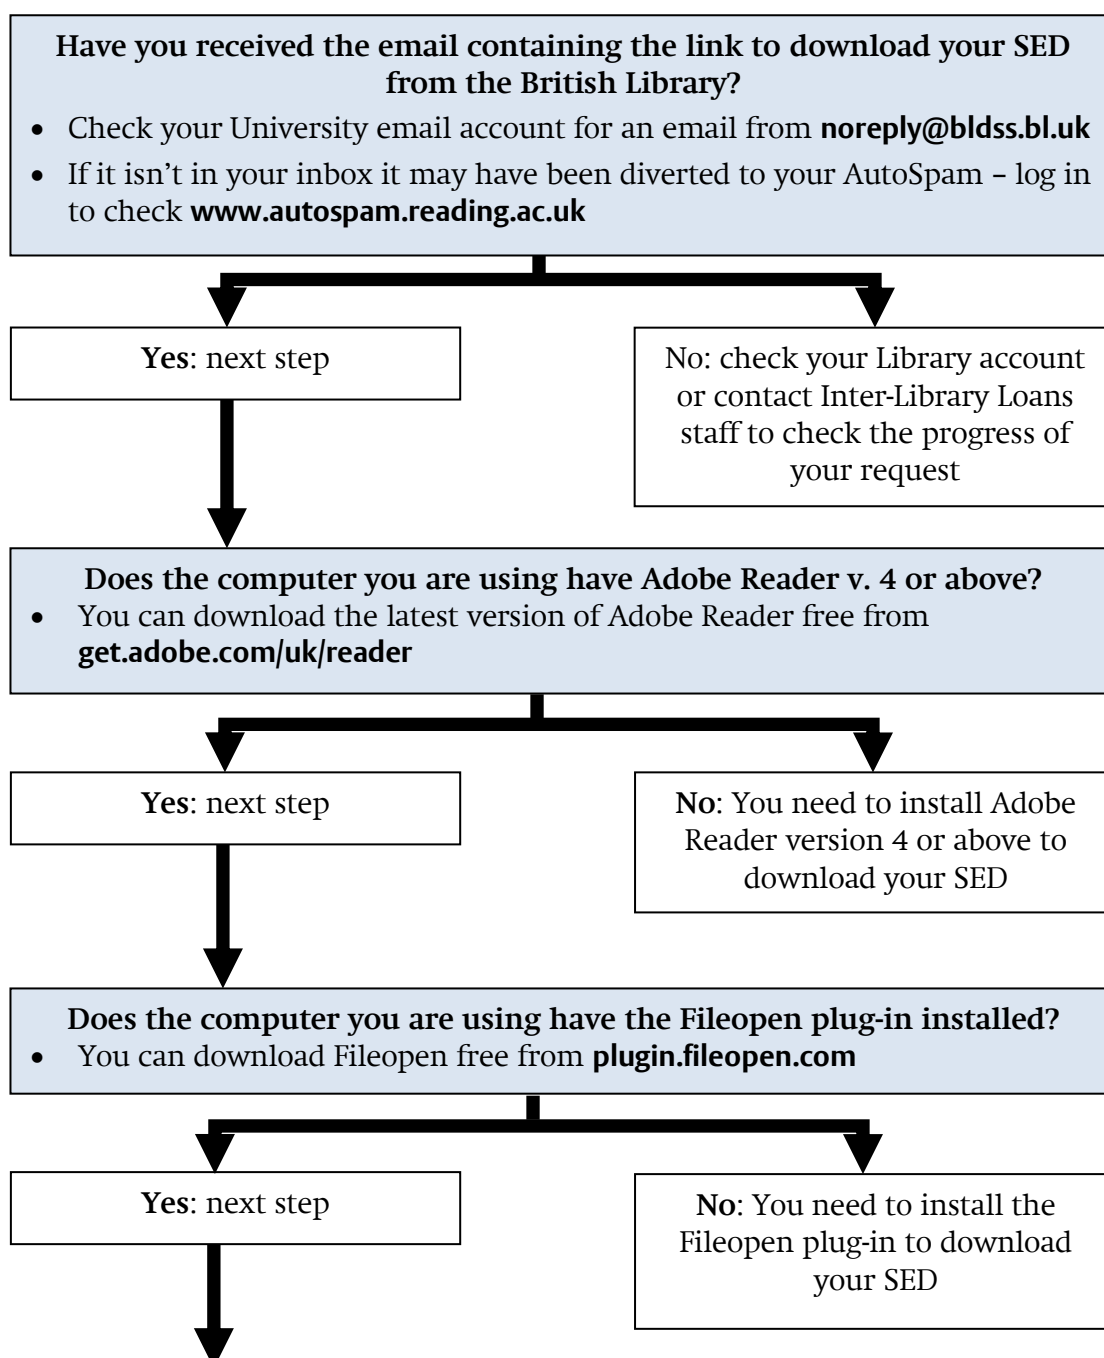 Have you received the email containing the link to download your SED
from the British Library?
• Check your University email account for an email from noreply@bldss.bl.uk
• If it isn’t in your inbox it may have been diverted to your AutoSpam – log in
to check www.autospam.reading.ac.uk
Yes: next step
No: check your Library account
or contact Inter-Library Loans
staff to check the progress of
your request
Does the computer you are using have Adobe Reader v. 4 or above?
• You can download the latest version of Adobe Reader free from
get.adobe.com/uk/reader
Yes: next step
No: You need to install Adobe
Reader version 4 or above to
download your SED
Does the computer you are using have the Fileopen plug-in installed?
• You can download Fileopen free from plugin.fileopen.com
Yes: next step
No: You need to install the
Fileopen plug-in to download
your SED